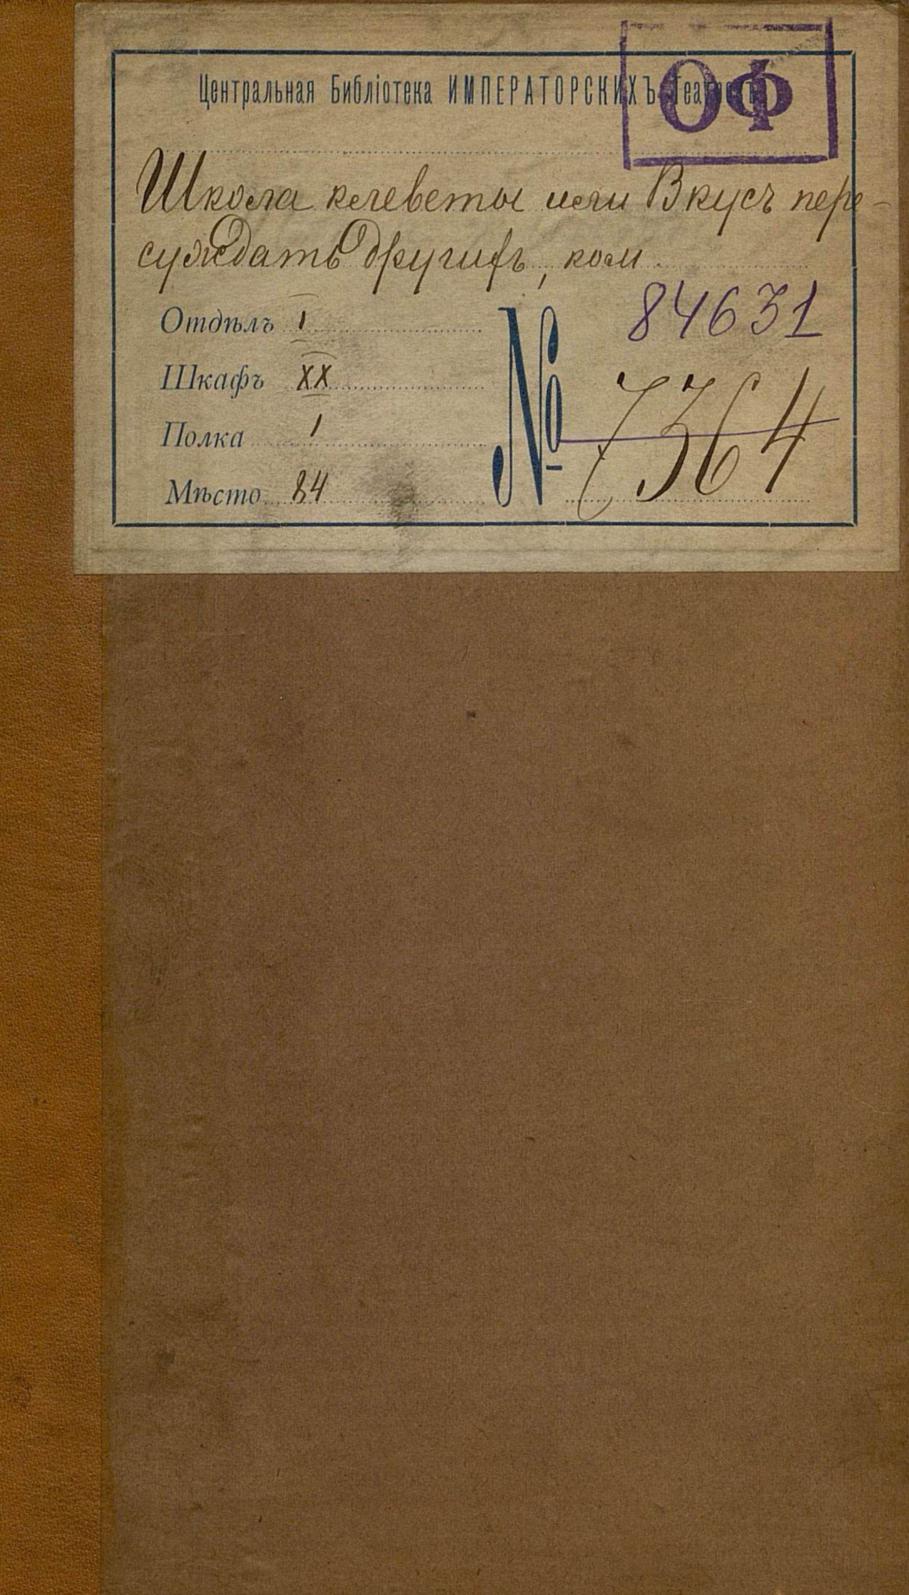 Центральная Библіотека ИМПЕРАТОРСКИХЪ Театровъ
ОФ
Школа клеветы или Вкусъ пере-
суждать другихъ, ком.
Отдѣлъ I
Шкафъ XX
Полка 1
Мѣсто 84
84631
№ 7364